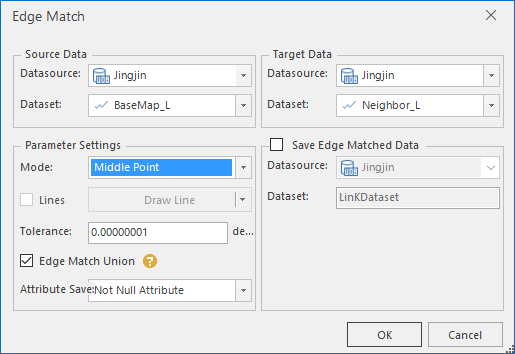 Edge Match
Source Data
Datasource: Jingjin
Dataset: BaseMap_L
Target Data
Datasource: Jingjin
Dataset: Neighbor_L
Parameter Settings
Mode: Middle Point
Lines Draw Line
Tolerance: 0.00000001 de...
Edge Match Union ?
Attribute Save: Not Null Attribute
Save Edge Matched Data
Datasource: Jingjin
Dataset: LinKDataset
OK Cancel